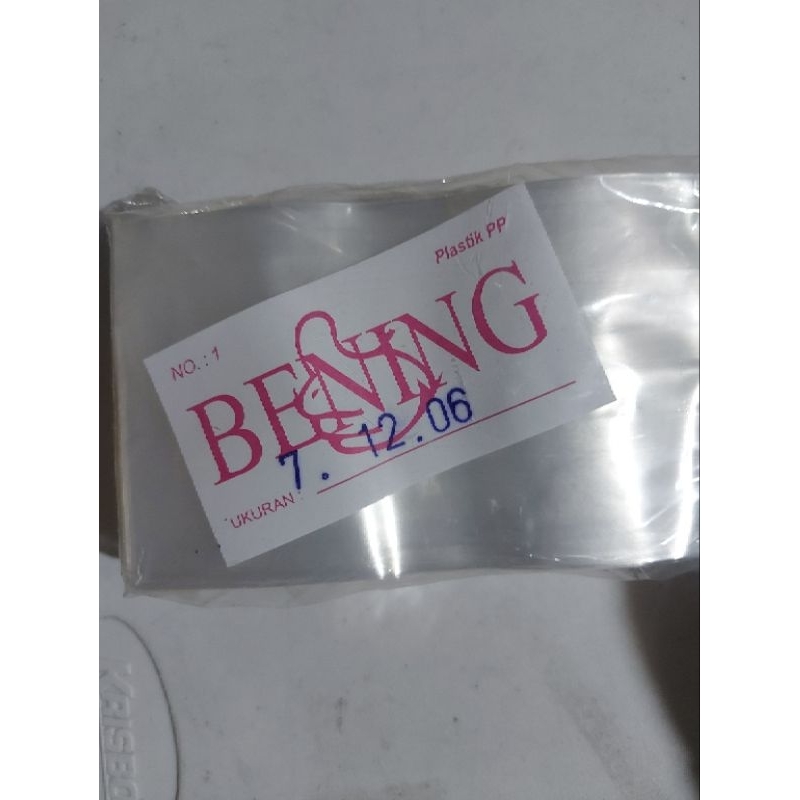 Plastik PP
NO. : 1
BENING
7. 12.06
UKURAN :